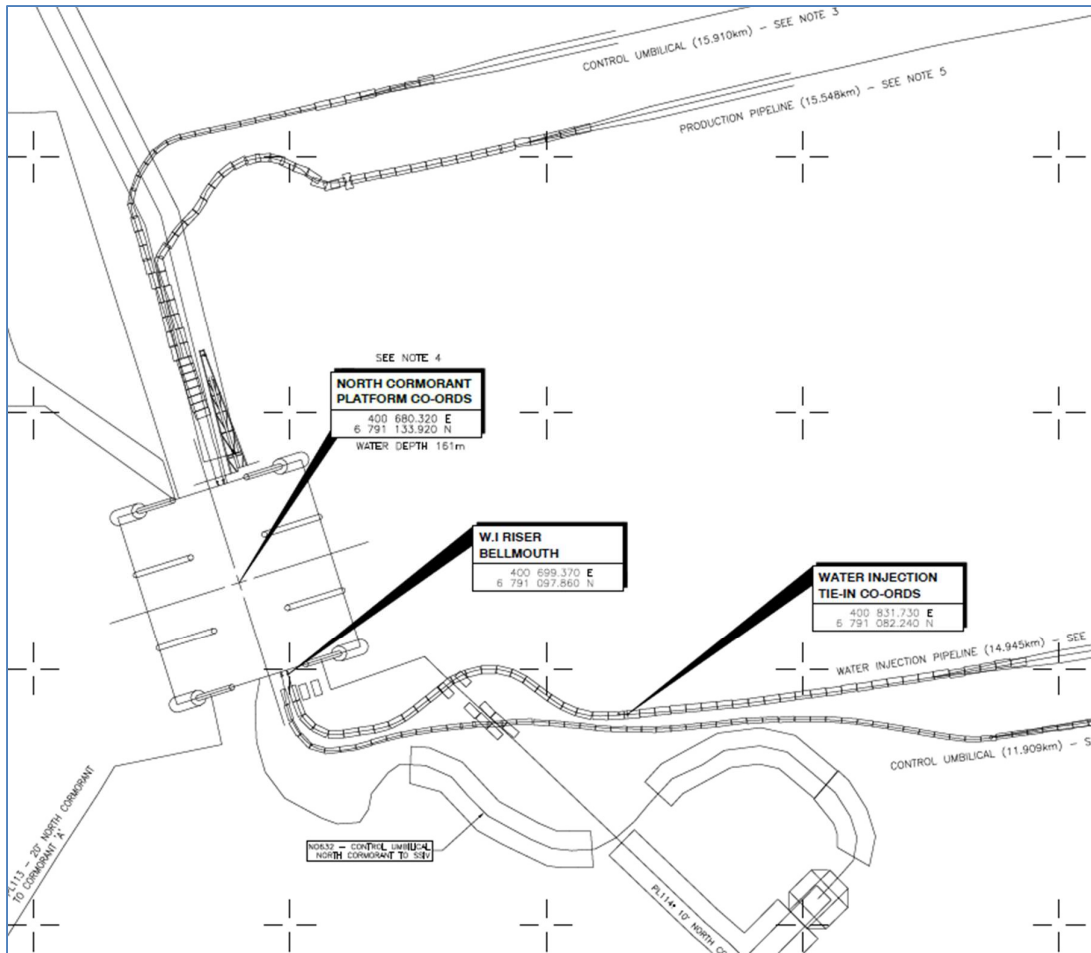 CONTROL UMBILICAL (15.910km) – SEE NOTE 3
PRODUCTION PIPELINE (15.548km) – SEE NOTE 5
SEE NOTE 4
NORTH CORMORANT
PLATFORM CO-ORDS
400 680.320 E
6 791 133.920 N
WATER DEPTH 161m
W.I RISER
BELLMOUTH
400 699.370 E
6 791 097.860 N
WATER INJECTION
TIE-IN CO-ORDS
400 831.730 E
6 791 082.240 N
WATER INJECTION PIPELINE (14.945km) – SEE
CONTROL UMBILICAL (11.909km) – S
N0632 – CONTROL UMBILICAL
NORTH CORMORANT TO SSIV
PL113 – 20" NORTH CORMORANT
TO CORMORANT 'A'
PL114* 10" NORTH CO